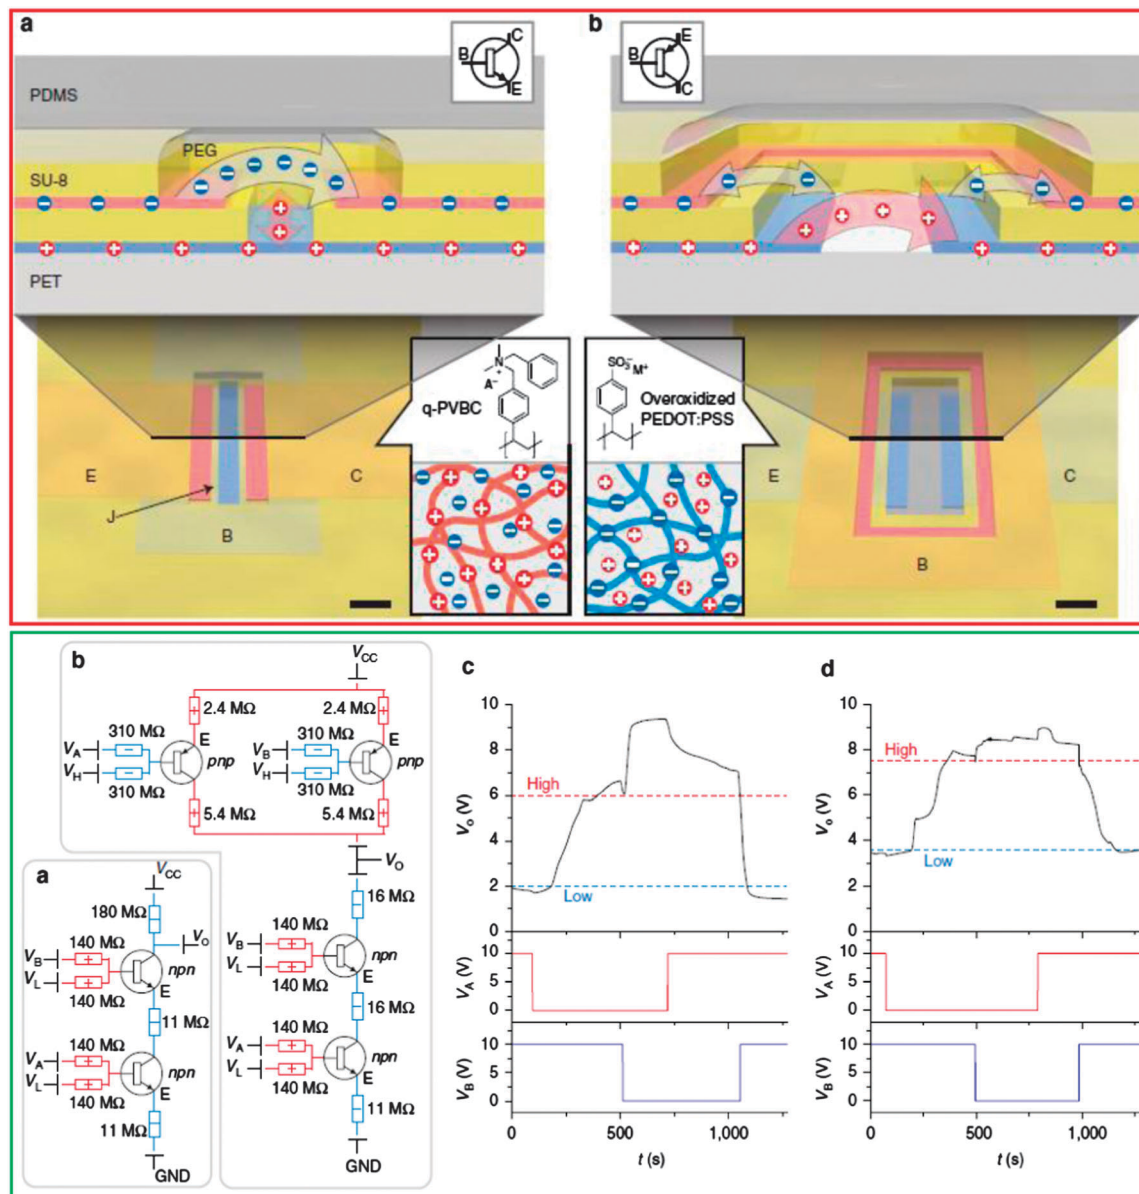 a
b
B
C
E
B
E
C
PDMS
PEG
SU-8
PET
E
J
B
C
N
+
A⁻
q-PVBC
SO₃⁻
M⁺
Overoxidized
PEDOT:PSS
E
B
C
b
V_CC
2.4 MΩ
2.4 MΩ
310 MΩ
310 MΩ
V_A
E
V_B
E
V_H
pnp
V_H
pnp
310 MΩ
310 MΩ
5.4 MΩ
5.4 MΩ
V_O
16 MΩ
140 MΩ
V_B
npn
V_L
E
140 MΩ
16 MΩ
140 MΩ
V_A
npn
V_L
E
140 MΩ
11 MΩ
GND
a
V_CC
180 MΩ
140 MΩ
V_O
V_B
npn
V_L
E
140 MΩ
11 MΩ
140 MΩ
V_A
npn
V_L
E
140 MΩ
11 MΩ
GND
c
10
8
6
4
2
0
V_o (V)
High
Low
10
5
0
V_A (V)
10
5
0
V_B (V)
0
500
1,000
t (s)
d
10
8
6
4
2
0
V_o (V)
High
Low
10
5
0
V_A (V)
10
5
0
V_B (V)
0
500
1,000
t (s)